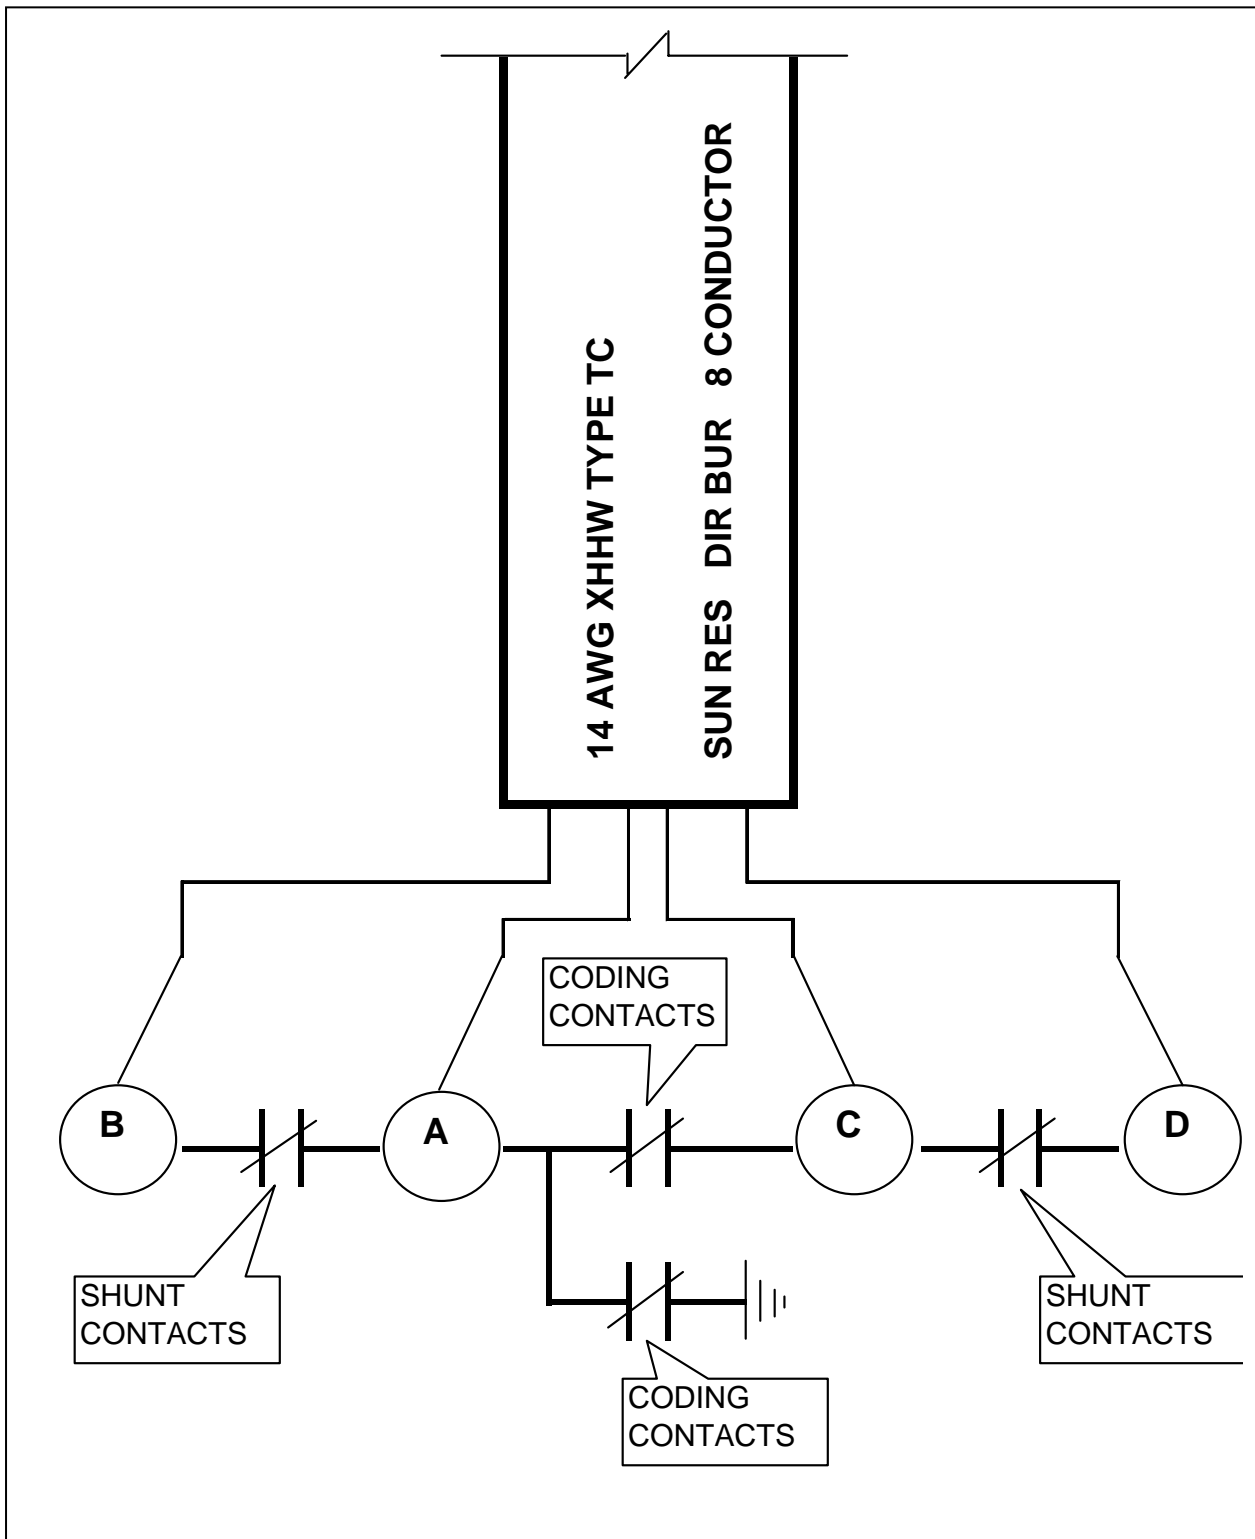 14 AWG XHHW TYPE TC
SUN RES DIR BUR 8 CONDUCTOR
CODING
CONTACTS
B
A
C
D
SHUNT
CONTACTS
SHUNT
CONTACTS
CODING
CONTACTS